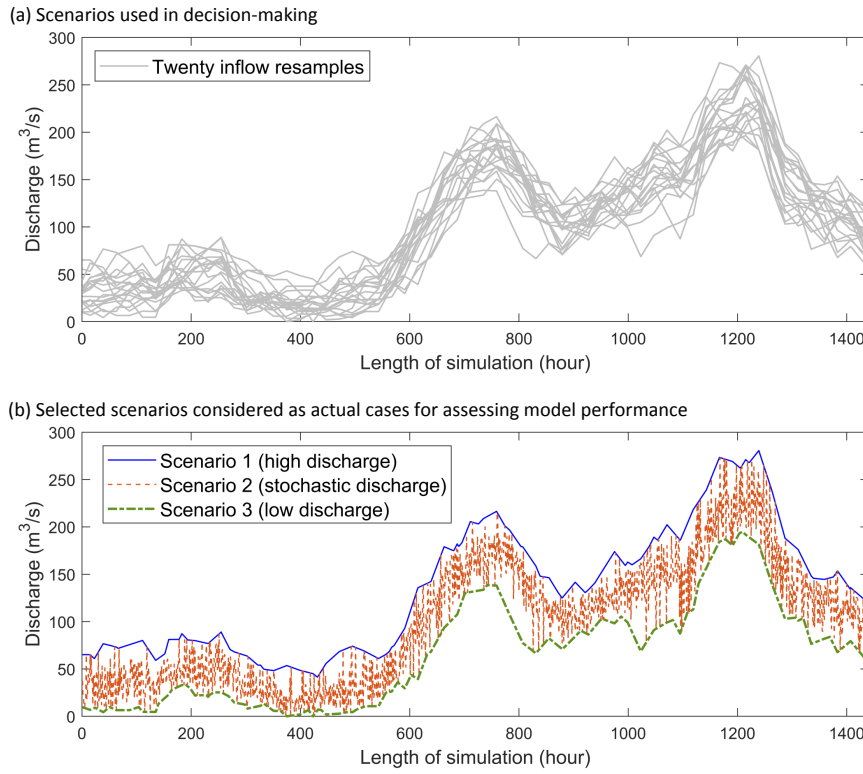 (a) Scenarios used in decision-making
300
250
200
150
100
50
0
Discharge (m³/s)
Twenty inflow resamples
0 200 400 600 800 1000 1200 1400
Length of simulation (hour)
(b) Selected scenarios considered as actual cases for assessing model performance
300
250
200
150
100
50
0
Discharge (m³/s)
Scenario 1 (high discharge)
Scenario 2 (stochastic discharge)
Scenario 3 (low discharge)
0 200 400 600 800 1000 1200 1400
Length of simulation (hour)